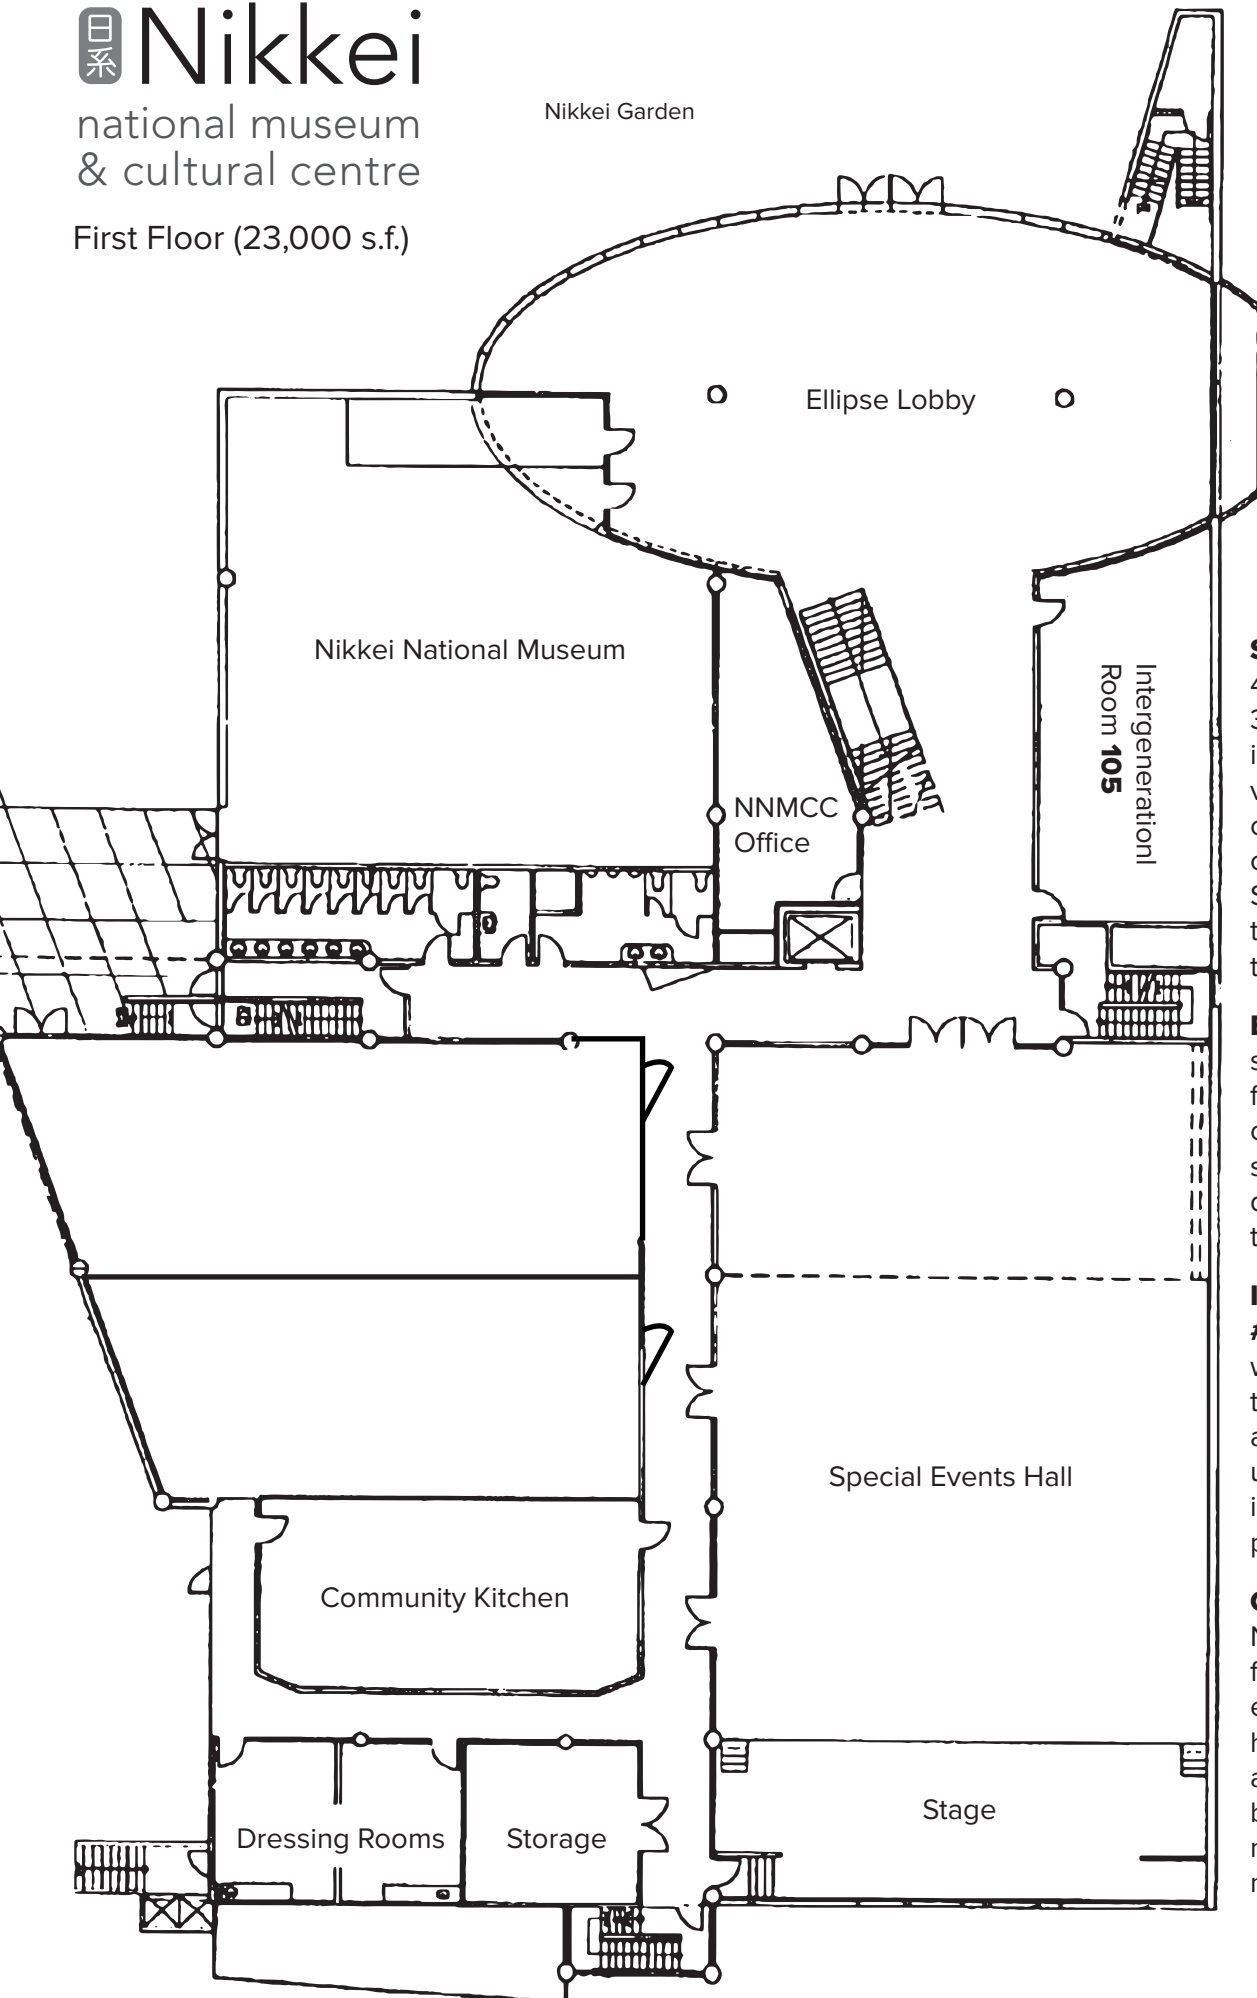 日系 Nikkei
national museum
& cultural centre
First Floor (23,000 s.f.)
Nikkei Garden
Ellipse Lobby
Nikkei National Museum
Intergenerationl
Room 105
NNMCC
Office
Special Events Hall
Community Kitchen
Stage
Dressing Rooms
Storage